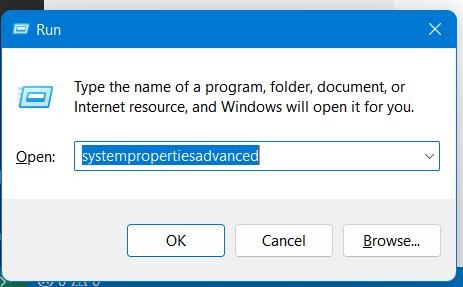 Run
Type the name of a program, folder, document, or
Internet resource, and Windows will open it for you.
Open:
systempropertiesadvanced
OK
Cancel
Browse...